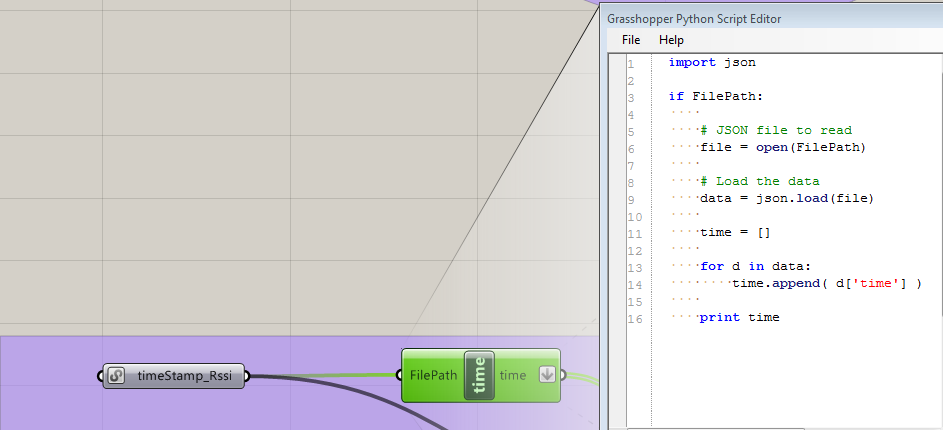 Grasshopper Python Script Editor
File Help
1 import json
2
3 if FilePath:
4
5 # JSON file to read
6 file = open(FilePath)
7
8 # Load the data
9 data = json.load(file)
10
11 time = []
12
13 for d in data:
14 time.append( d['time'] )
15
16 print time
timeStamp_Rssi
FilePath time time